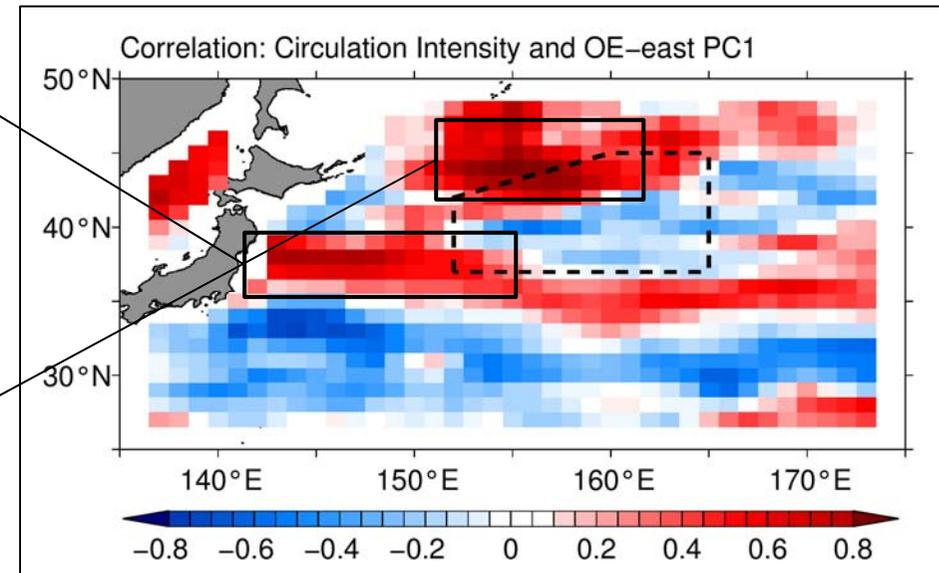 Correlation: Circulation Intensity and OE−east PC1
50°N
40°N
30°N
140°E 150°E 160°E 170°E
−0.8 −0.6 −0.4 −0.2 0 0.2 0.4 0.6 0.8